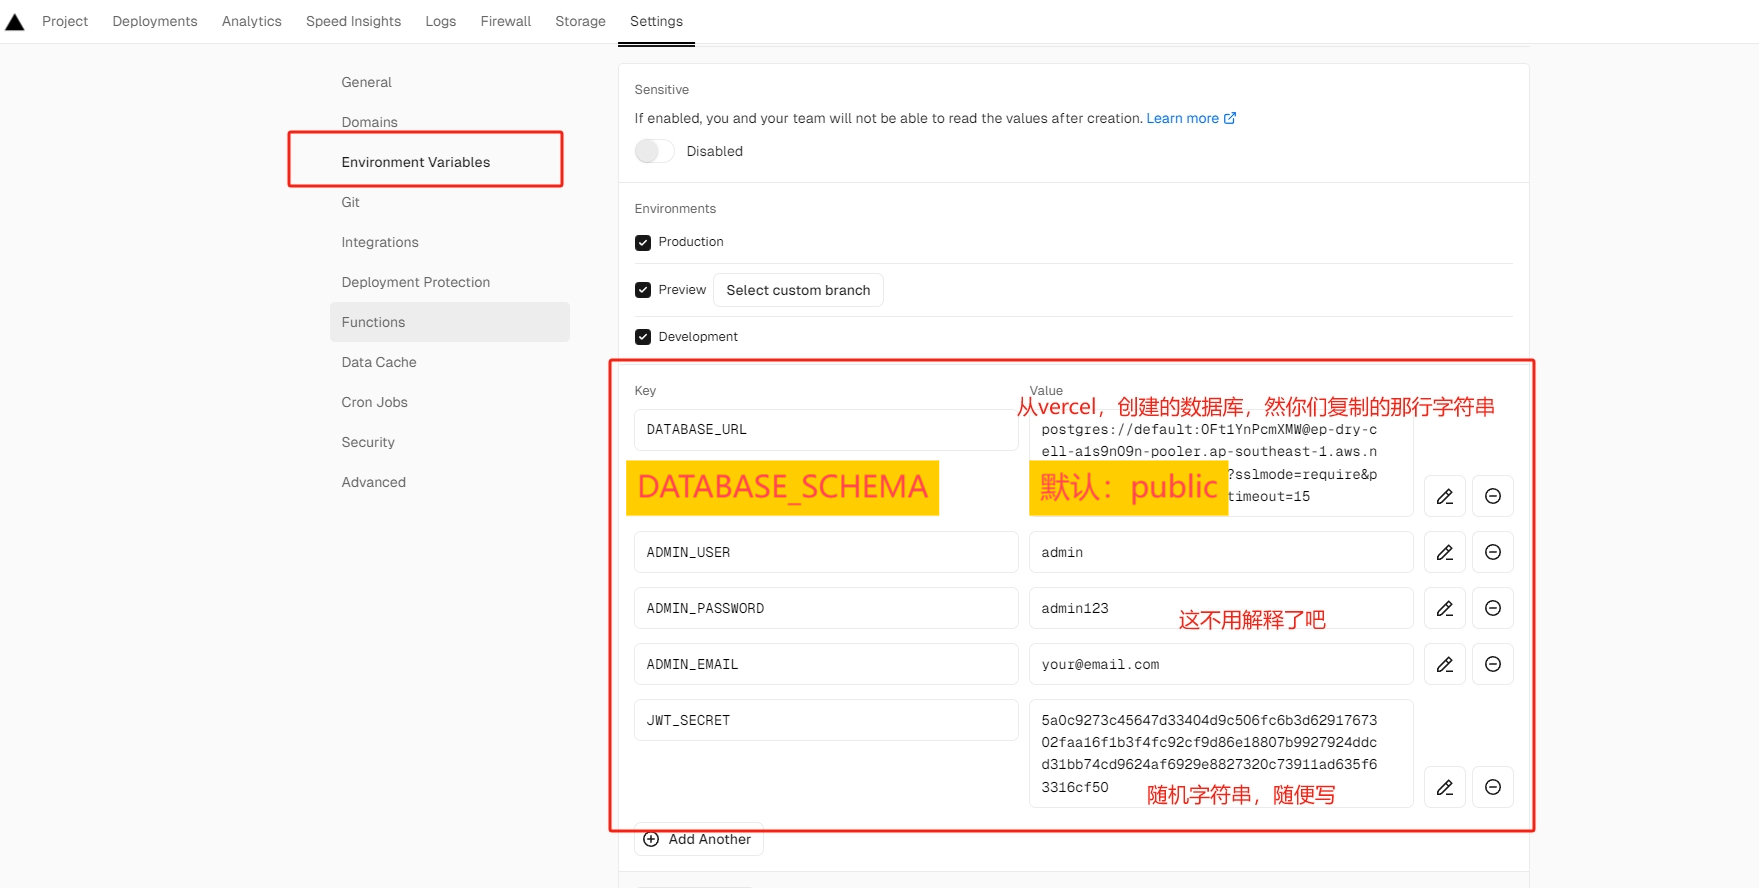 Project Deployments Analytics Speed Insights Logs Firewall Storage Settings
General
Domains
Environment Variables
Git
Integrations
Deployment Protection
Functions
Data Cache
Cron Jobs
Security
Advanced
Sensitive
If enabled, you and your team will not be able to read the values after creation. Learn more
Disabled
Environments
Production
Preview Select custom branch
Development
Key Value
从vercel，创建的数据库，然你们复制的那行字符串
DATABASE_URL
postgres://default:OFt1YnPcmXMW@ep-dry-c
ell-a1s9n09n-pooler.ap-southeast-1.aws.n
?sslmode=require&p
timeout=15
DATABASE_SCHEMA 默认：public
ADMIN_USER admin
ADMIN_PASSWORD admin123
这不用解释了吧
ADMIN_EMAIL your@email.com
JWT_SECRET
5a0c9273c45647d33404d9c506fc6b3d62917673
02faa16f1b3f4fc92cf9d86e18807b9927924ddc
d31bb74cd9624af6929e8827320c73911ad635f6
3316cf50
随机字符串，随便写
Add Another